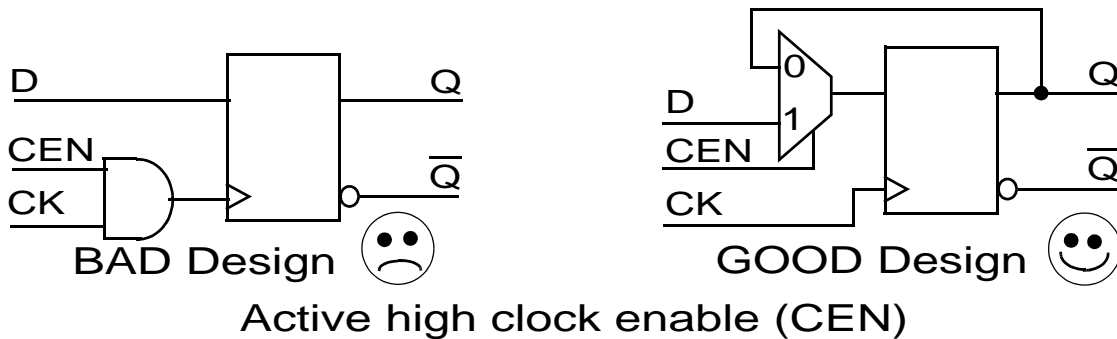 D
Q
CEN
CK
Q̅
BAD Design
0
1
D
CEN
CK
Q
Q̅
GOOD Design
Active high clock enable (CEN)